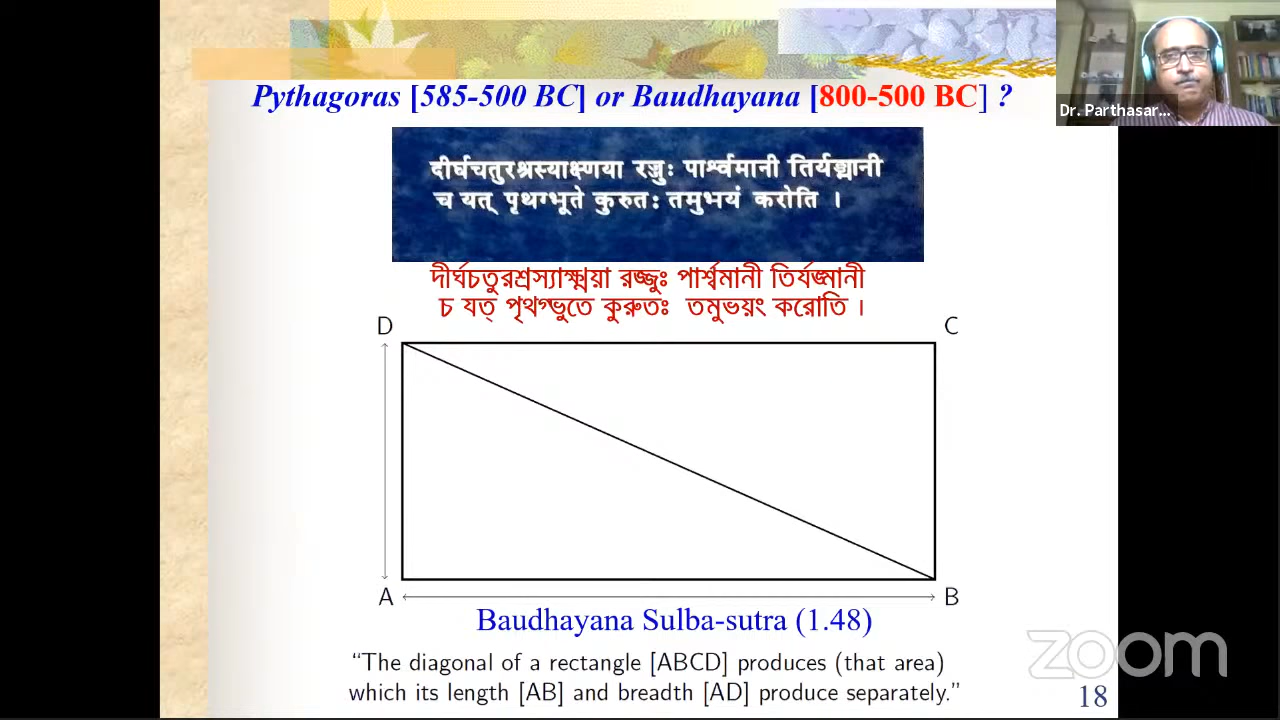 Dr. Parthasar...
Pythagoras [585-500 BC] or Baudhayana [800-500 BC] ?
दीर्घचतुरश्रस्याक्ष्णया रज्जुः पार्श्वमानी तिर्यङ्मानी
च यत् पृथग्भूते कुरुतः तमुभयं करोति ।
দীর্ঘচতুরশ্রস্যাক্ষ্ময়া রজ্জুঃ পার্শ্বমানী তির্যঙ্মানী
চ যত্ পৃথগ্ভুতে কুরুতঃ তমুভয়ং করোতি ।
D
C
A
B
Baudhayana Sulba-sutra (1.48)
“The diagonal of a rectangle [ABCD] produces (that area)
which its length [AB] and breadth [AD] produce separately.”
zoom
18